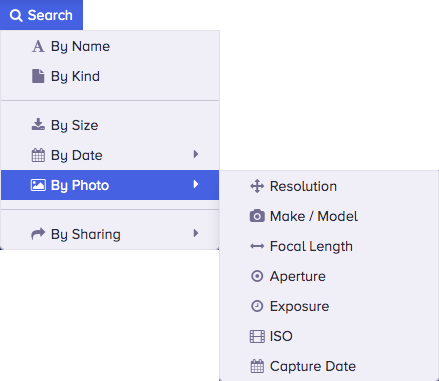 Search
By Name
By Kind
By Size
By Date
By Photo
By Sharing
Resolution
Make / Model
Focal Length
Aperture
Exposure
ISO
Capture Date